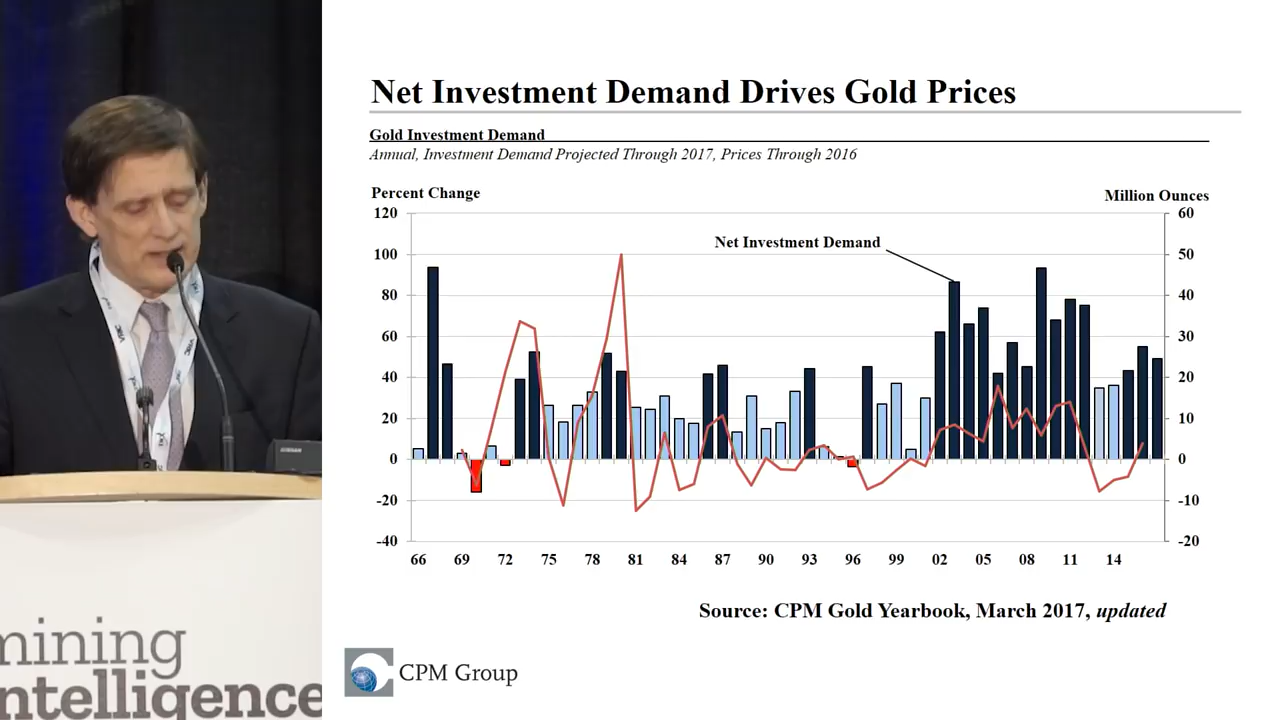 Net Investment Demand Drives Gold Prices
Gold Investment Demand
Annual, Investment Demand Projected Through 2017, Prices Through 2016
Percent Change
Million Ounces
120
100
80
60
40
20
0
-20
-40
Net Investment Demand
60
50
40
30
20
10
0
-10
-20
66 69 72 75 78 81 84 87 90 93 96 99 02 05 08 11 14
Source: CPM Gold Yearbook, March 2017, updated
CPM Group
mining
ntelligence